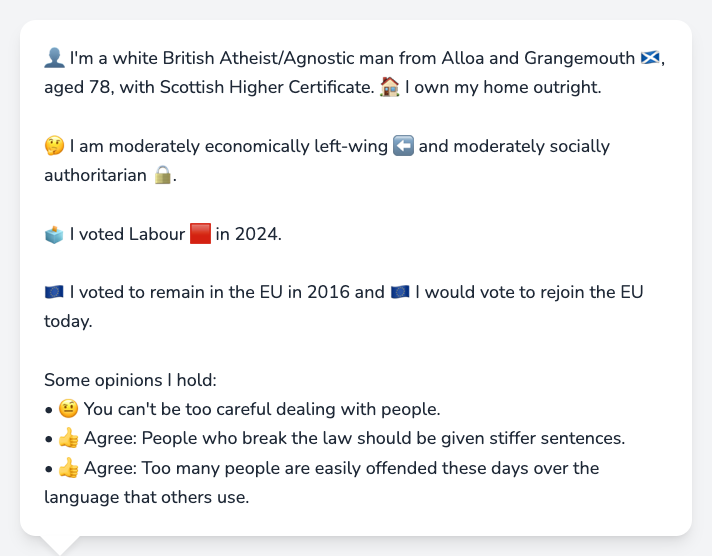 👤 I'm a white British Atheist/Agnostic man from Alloa and Grangemouth 🏴󠁧󠁢󠁳󠁣󠁴󠁿,
aged 78, with Scottish Higher Certificate. 🏠 I own my home outright.
🤔 I am moderately economically left-wing ⬅️ and moderately socially
authoritarian 🔒.
🗳️ I voted Labour 🟥 in 2024.
🇪🇺 I voted to remain in the EU in 2016 and 🇪🇺 I would vote to rejoin the EU
today.
Some opinions I hold:
• 🤨 You can't be too careful dealing with people.
• 👍 Agree: People who break the law should be given stiffer sentences.
• 👍 Agree: Too many people are easily offended these days over the
language that others use.